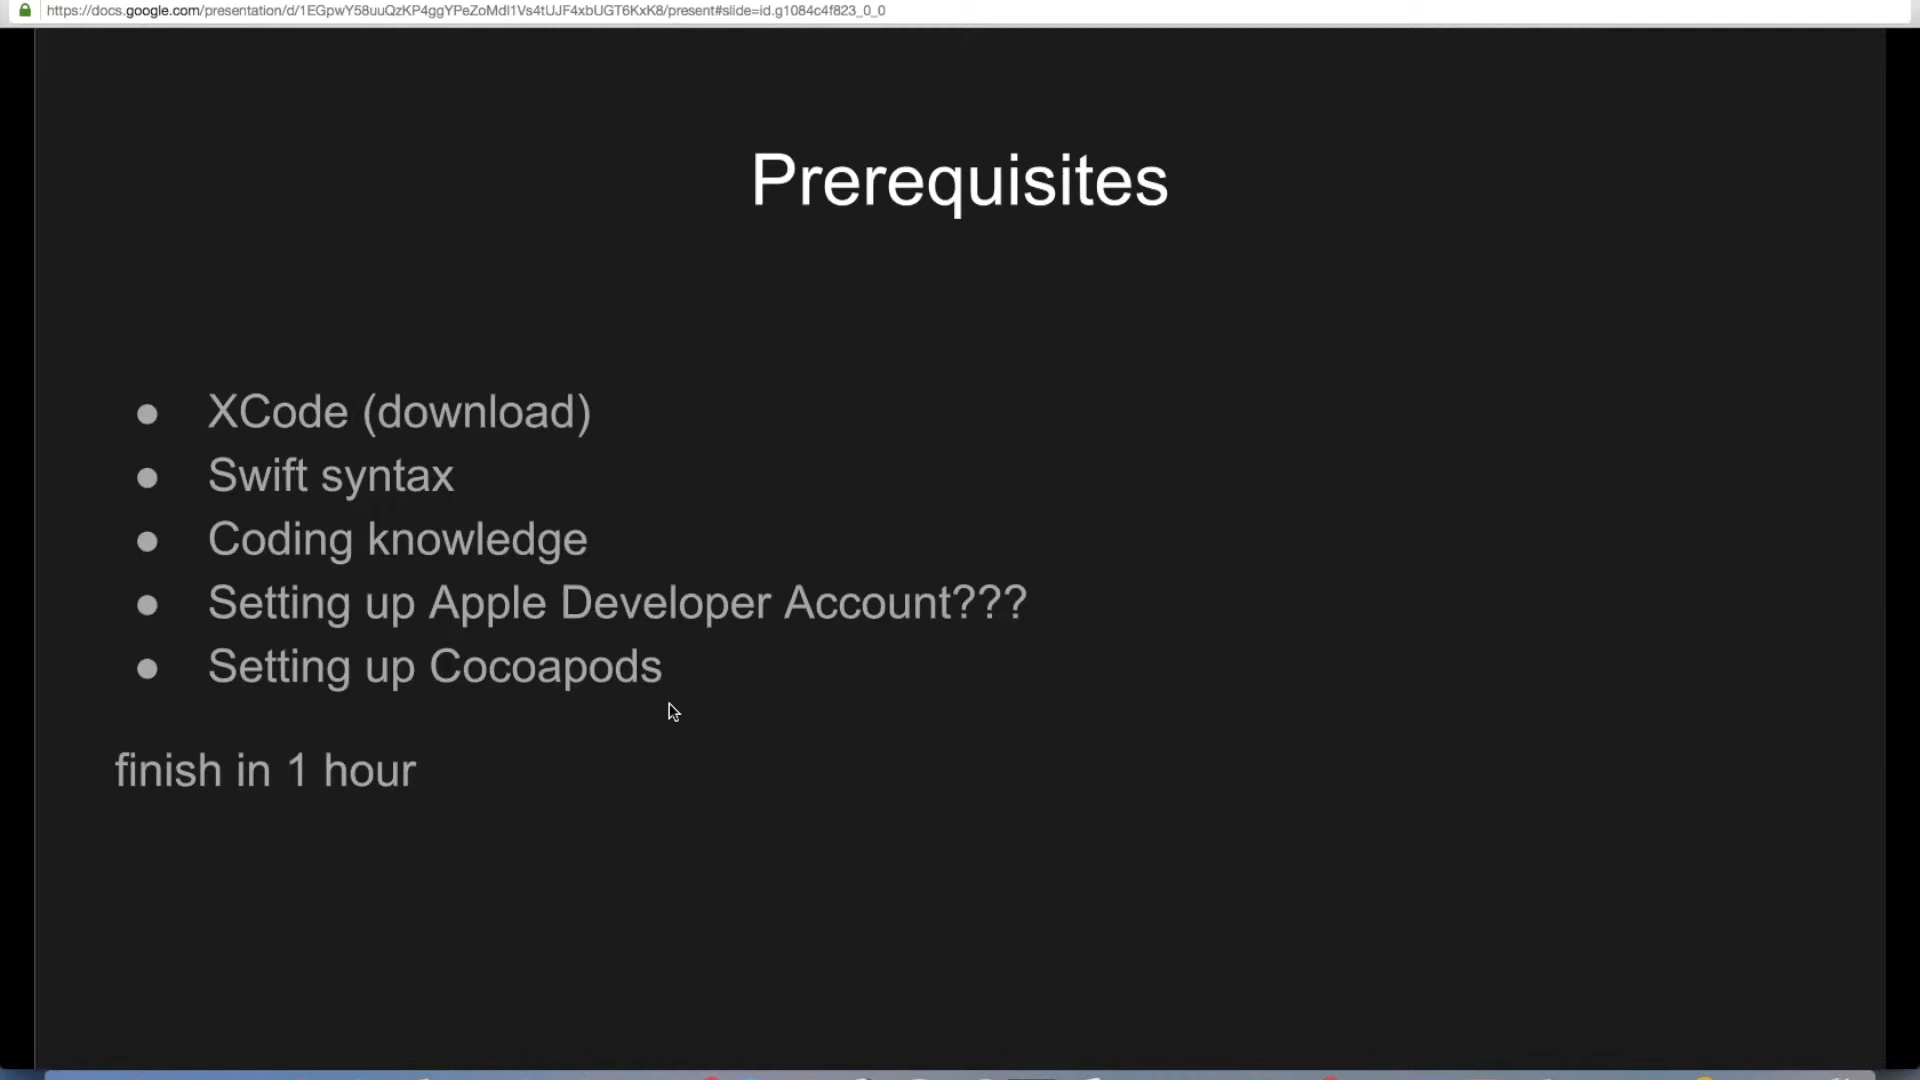 https://docs.google.com/presentation/d/1EGpwY58uuQzKP4ggYPeZoMdl1Vs4tUJF4xbUGT6KxK8/present#slide=id.g1084c4f823_0_0
Prerequisites
● XCode (download)
● Swift syntax
● Coding knowledge
● Setting up Apple Developer Account???
● Setting up Cocoapods
finish in 1 hour